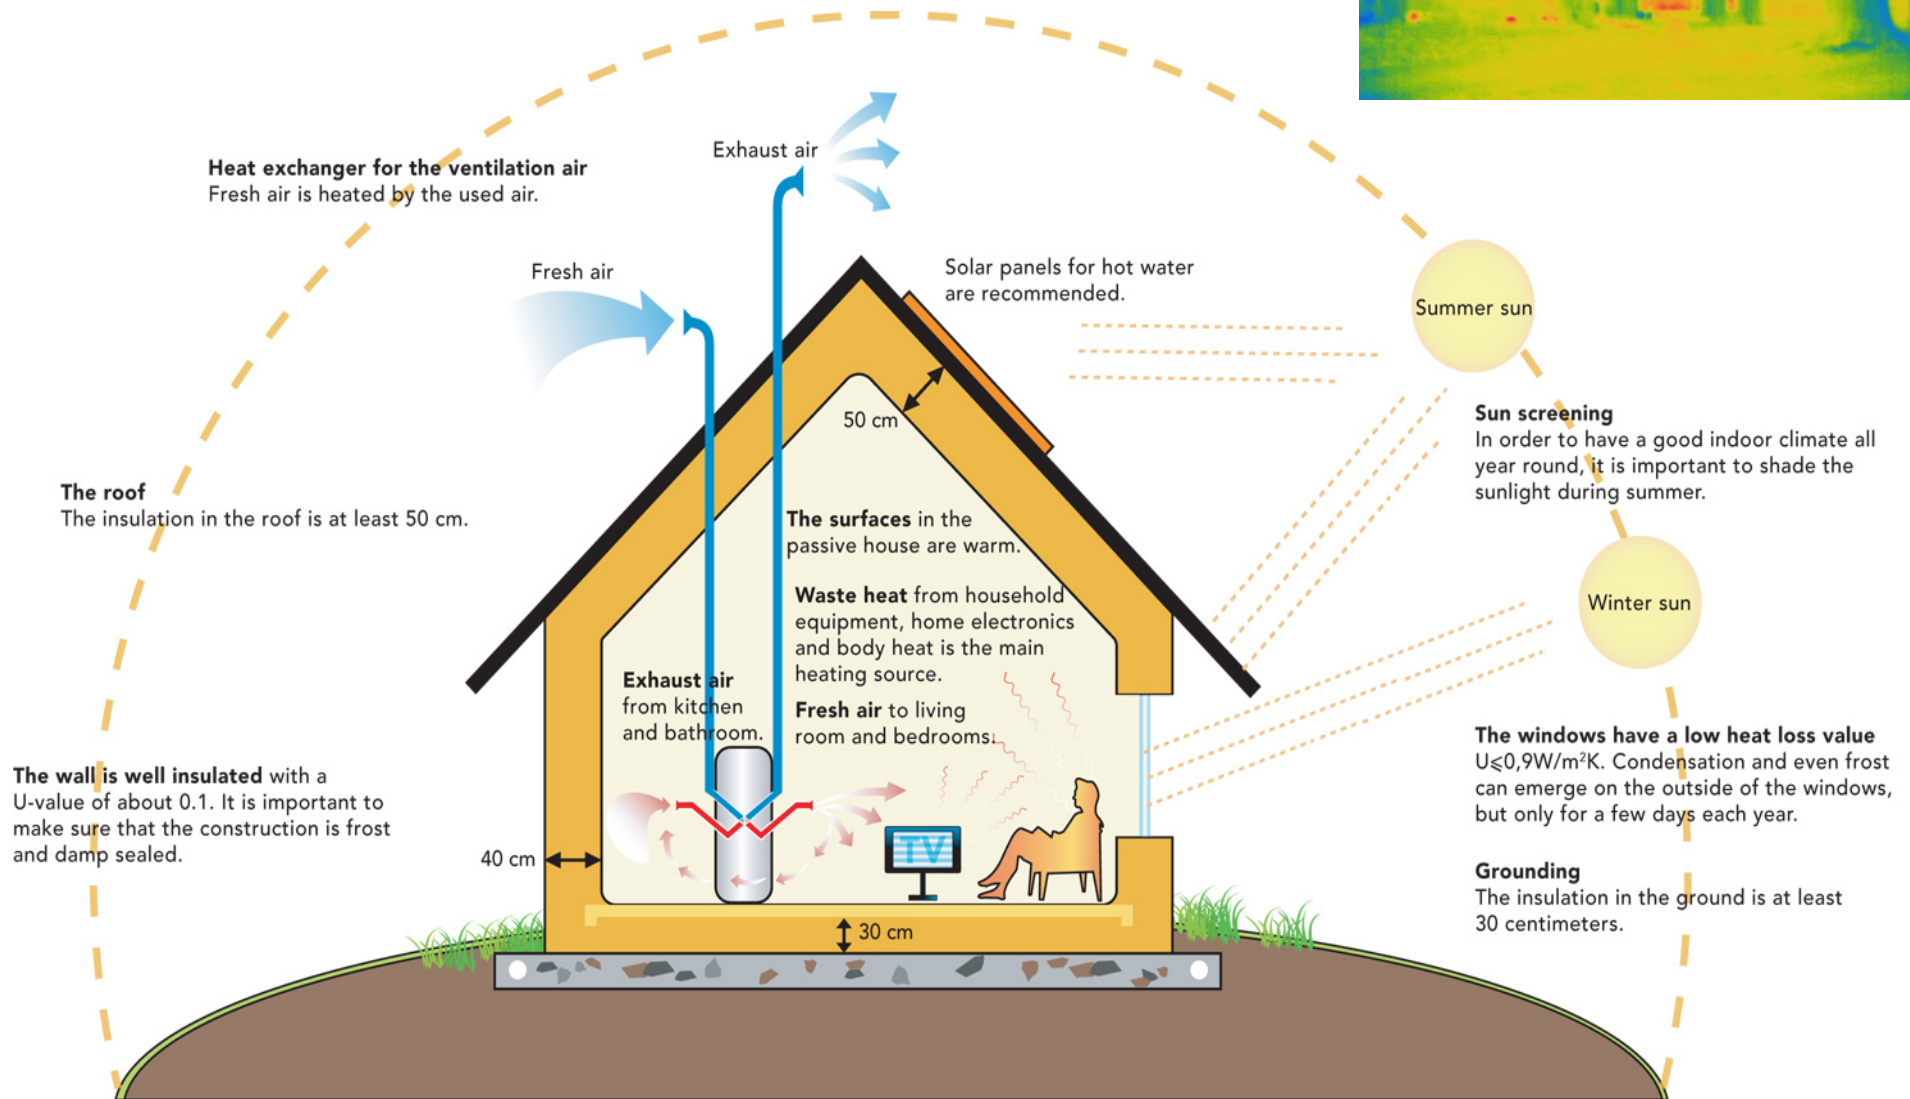 Exhaust air
Heat exchanger for the ventilation air
Fresh air is heated by the used air.
Fresh air
Solar panels for hot water
are recommended.
Summer sun
50 cm
Sun screening
In order to have a good indoor climate all
year round, it is important to shade the
sunlight during summer.
The roof
The insulation in the roof is at least 50 cm.
The surfaces in the
passive house are warm.
Waste heat from household
equipment, home electronics
and body heat is the main
heating source.
Winter sun
Exhaust air
from kitchen
and bathroom.
Fresh air to living
room and bedrooms.
The windows have a low heat loss value
U⩽0,9W/m²K. Condensation and even frost
can emerge on the outside of the windows,
but only for a few days each year.
The wall is well insulated with a
U-value of about 0.1. It is important to
make sure that the construction is frost
and damp sealed.
40 cm
TV
Grounding
The insulation in the ground is at least
30 centimeters.
30 cm